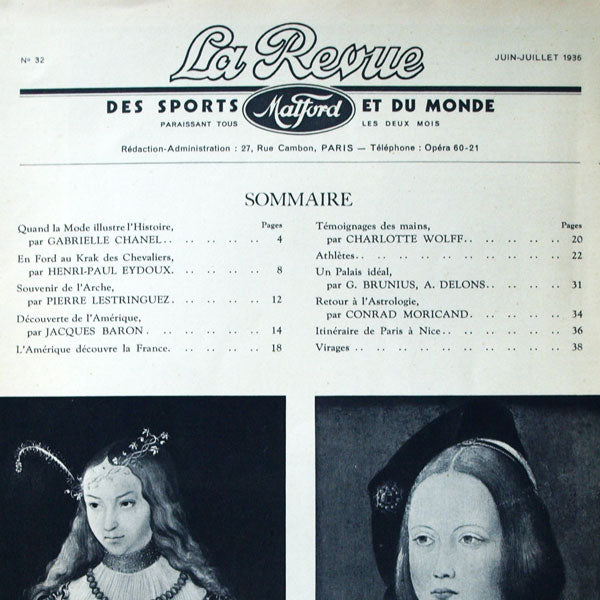 La Revue
No 32
JUIN-JUILLET 1936
DES SPORTS Matford ET DU MONDE
PARAISSANT TOUS LES DEUX MOIS
Rédaction-Administration : 27, Rue Cambon, PARIS — Téléphone : Opéra 60-21
SOMMAIRE
Pages
Quand la Mode illustre l'Histoire,
par GABRIELLE CHANEL.. .. .. .. .. 4
En Ford au Krak des Chevaliers,
par HENRI-PAUL EYDOUX. .. .. .. .. 8
Souvenir de l'Arche,
par PIERRE LESTRINGUEZ. .. .. .. .. 12
Découverte de l'Amérique,
par JACQUES BARON. .. .. .. .. .. 14
L'Amérique découvre la France. .. .. .. .. 18
Pages
Témoignages des mains,
par CHARLOTTE WOLFF.. .. .. .. .. 20
Athlètes.. .. .. .. .. .. .. .. .. 22
Un Palais idéal,
par G. BRUNIUS, A. DELONS.. .. .. .. 31
Retour à l'Astrologie,
par CONRAD MORICAND. .. .. .. .. 34
Itinéraire de Paris à Nice.. .. .. .. .. .. 36
Virages .. .. .. .. .. .. .. .. .. 38